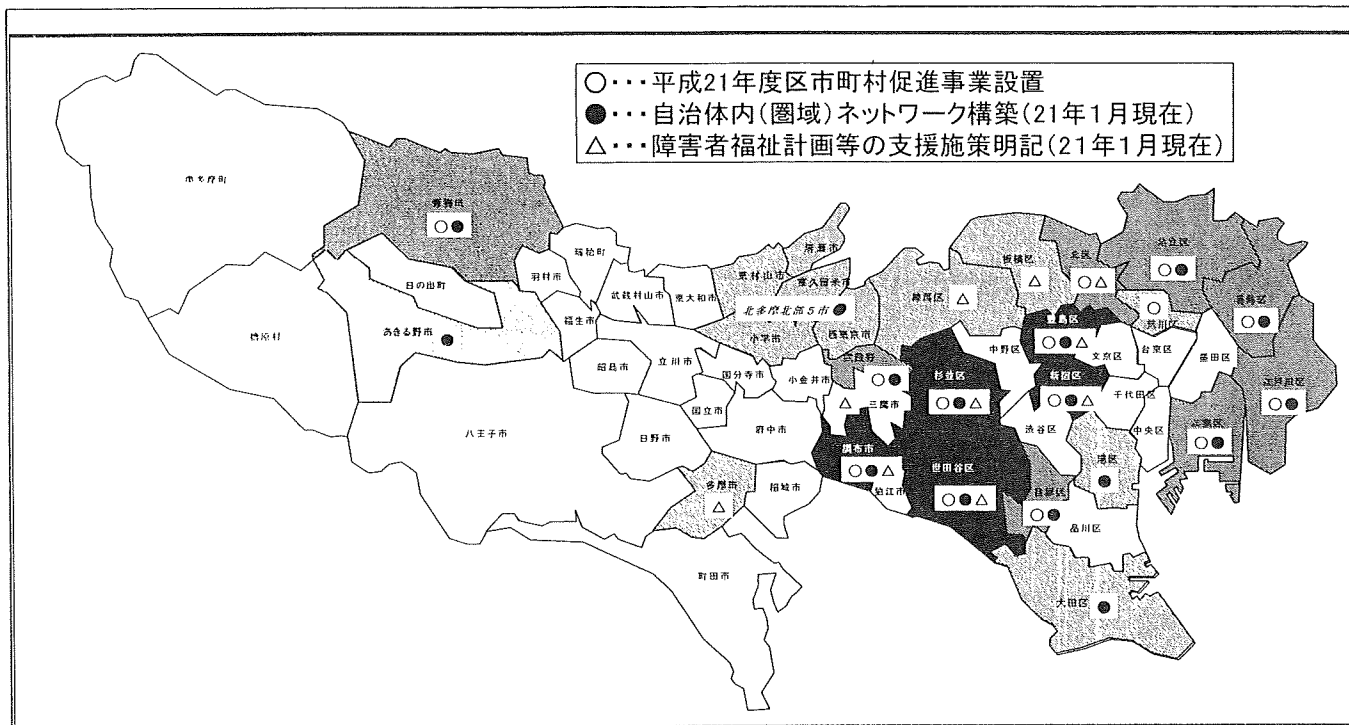 ○・・・平成21年度区市町村促進事業設置
●・・・自治体内(圏域)ネットワーク構築(21年1月現在)
△・・・障害者福祉計画等の支援施策明記(21年1月現在)
奥多摩町
青梅市
○●
瑞穂町
羽村市
日の出町
檜原村
あきる野市
●
福生市
武蔵村山市
東大和市
東村山市
清瀬市
東久留米市
北多摩北部5市 ●
小平市
西東京市
昭島市
立川市
国分寺市
小金井市
国立市
八王子市
日野市
府中市
多摩市
△
稲城市
町田市
○●
三鷹市
△
調布市
○●△
狛江市
練馬区
△
板橋区
△
北区
○△
足立区
○●
葛飾区
○●
荒川区
○
豊島区
○●△
中野区
文京区
台東区
墨田区
杉並区
○●△
新宿区
○●△
千代田区
江戸川区
○●
渋谷区
中央区
江東区
○●
港区
●
世田谷区
○●△
目黒区
○●
品川区
大田区
●